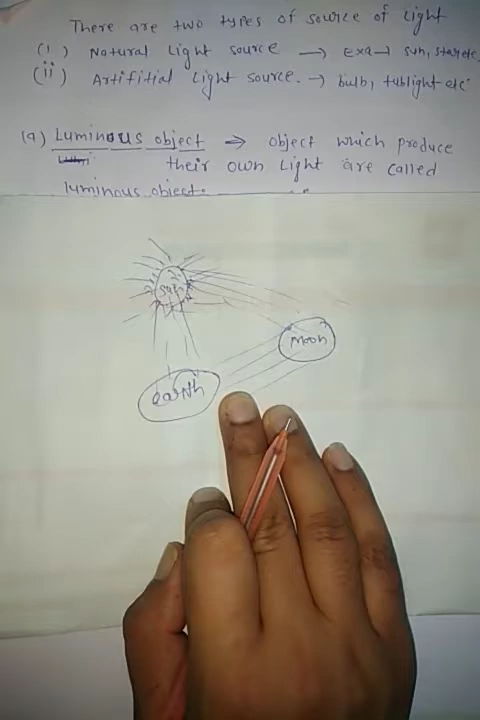 There are two types of source of light
(i) Natural light source → Exa→ sun, star etc
(ii) Artifitial light source. → bulb, tublight etc
(a) Luminous object ⇒ object which produce
their own light are called
luminous object.
sun
moon
earth